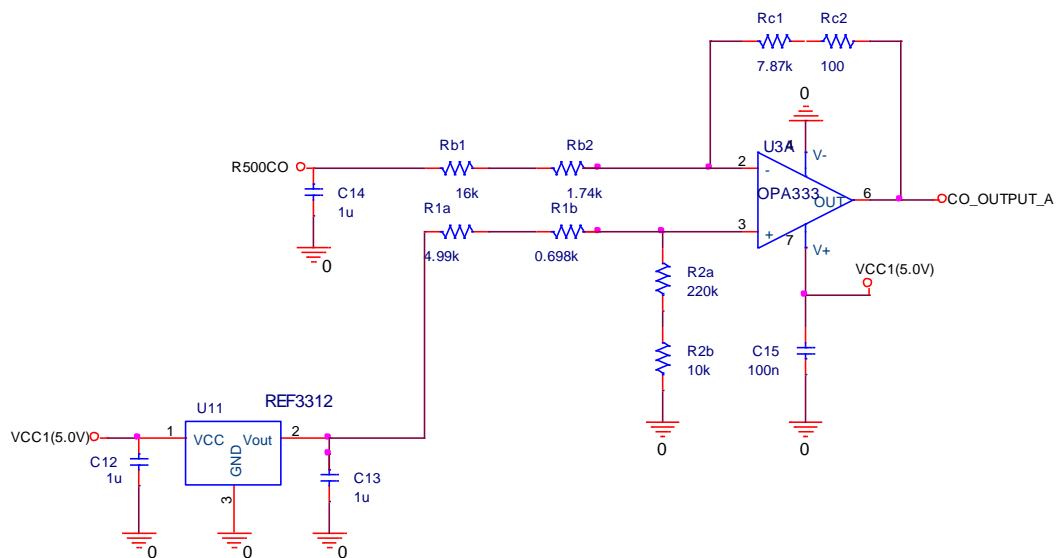 Rc1
Rc2
7.87k
100
0
U3A
4
V-
Rb1
Rb2
R500CO
2
-
OPA333
C14
1u
16k
1.74k
OUT
6
CO_OUTPUT_A
R1a
R1b
3
+
7
V+
0
4.99k
0.698k
R2a
220k
VCC1(5.0V)
R2b
10k
C15
100n
U11
REF3312
0
0
VCC1(5.0V)
1
VCC
Vout
2
GND
C12
1u
C13
1u
3
0
0
0